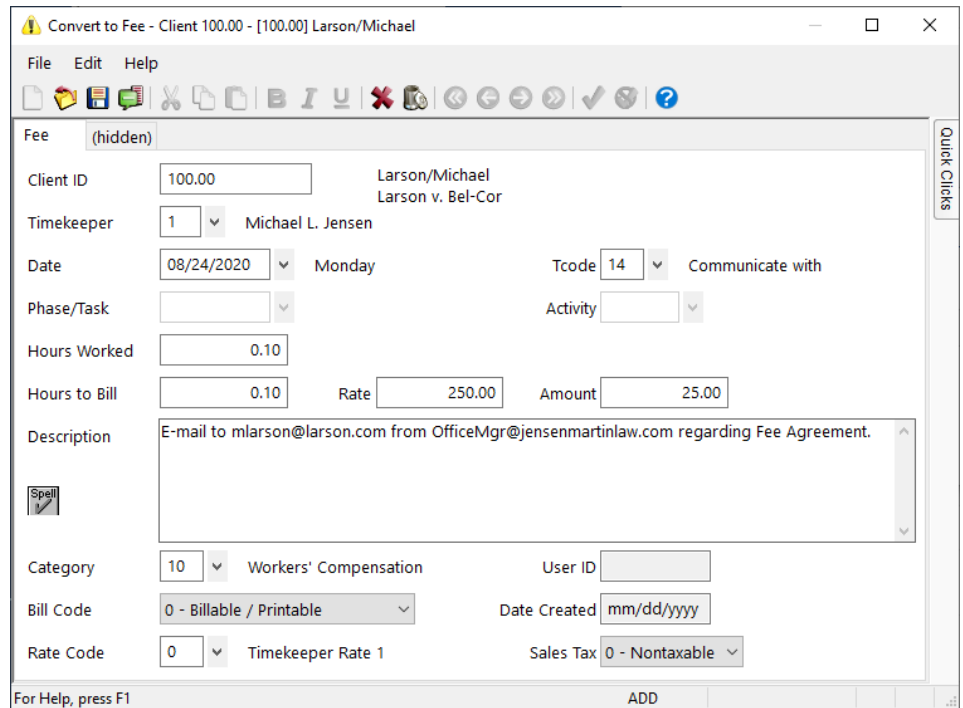 Convert to Fee - Client 100.00 - [100.00] Larson/Michael
File Edit Help
B I U
Fee (hidden)
Quick Clicks
Client ID 100.00 Larson/Michael
Larson v. Bel-Cor
Timekeeper 1 Michael L. Jensen
Date 08/24/2020 Monday Tcode 14 Communicate with
Phase/Task Activity
Hours Worked 0.10
Hours to Bill 0.10 Rate 250.00 Amount 25.00
Description E-mail to mlarson@larson.com from OfficeMgr@jensenmartinlaw.com regarding Fee Agreement.
Spell
Category 10 Workers' Compensation User ID
Bill Code 0 - Billable / Printable Date Created mm/dd/yyyy
Rate Code 0 Timekeeper Rate 1 Sales Tax 0 - Nontaxable
For Help, press F1 ADD